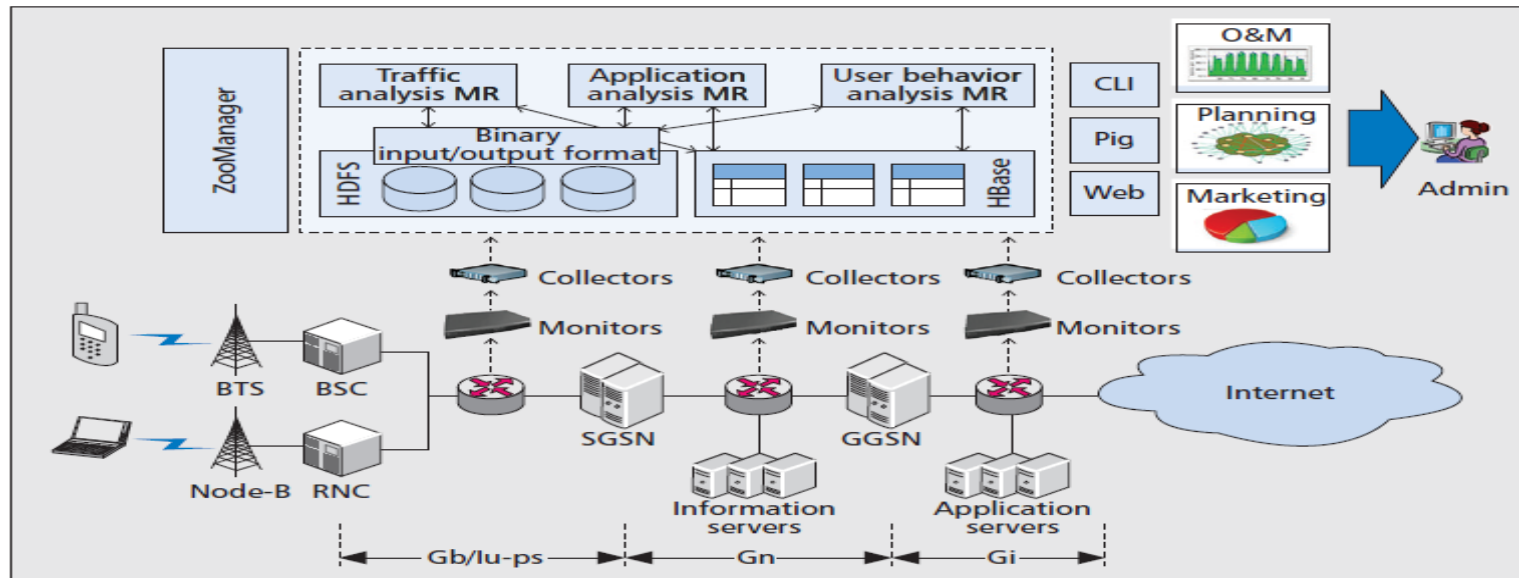 ZooManager
Traffic
analysis MR
Application
analysis MR
User behavior
analysis MR
Binary
input/output format
HDFS
HBase
CLI
Pig
Web
O&M
Planning
Marketing
Admin
Collectors
Collectors
Collectors
Monitors
Monitors
Monitors
BTS
BSC
SGSN
GGSN
Internet
Node-B
RNC
Information
servers
Application
servers
Gb/Iu-ps
Gn
Gi